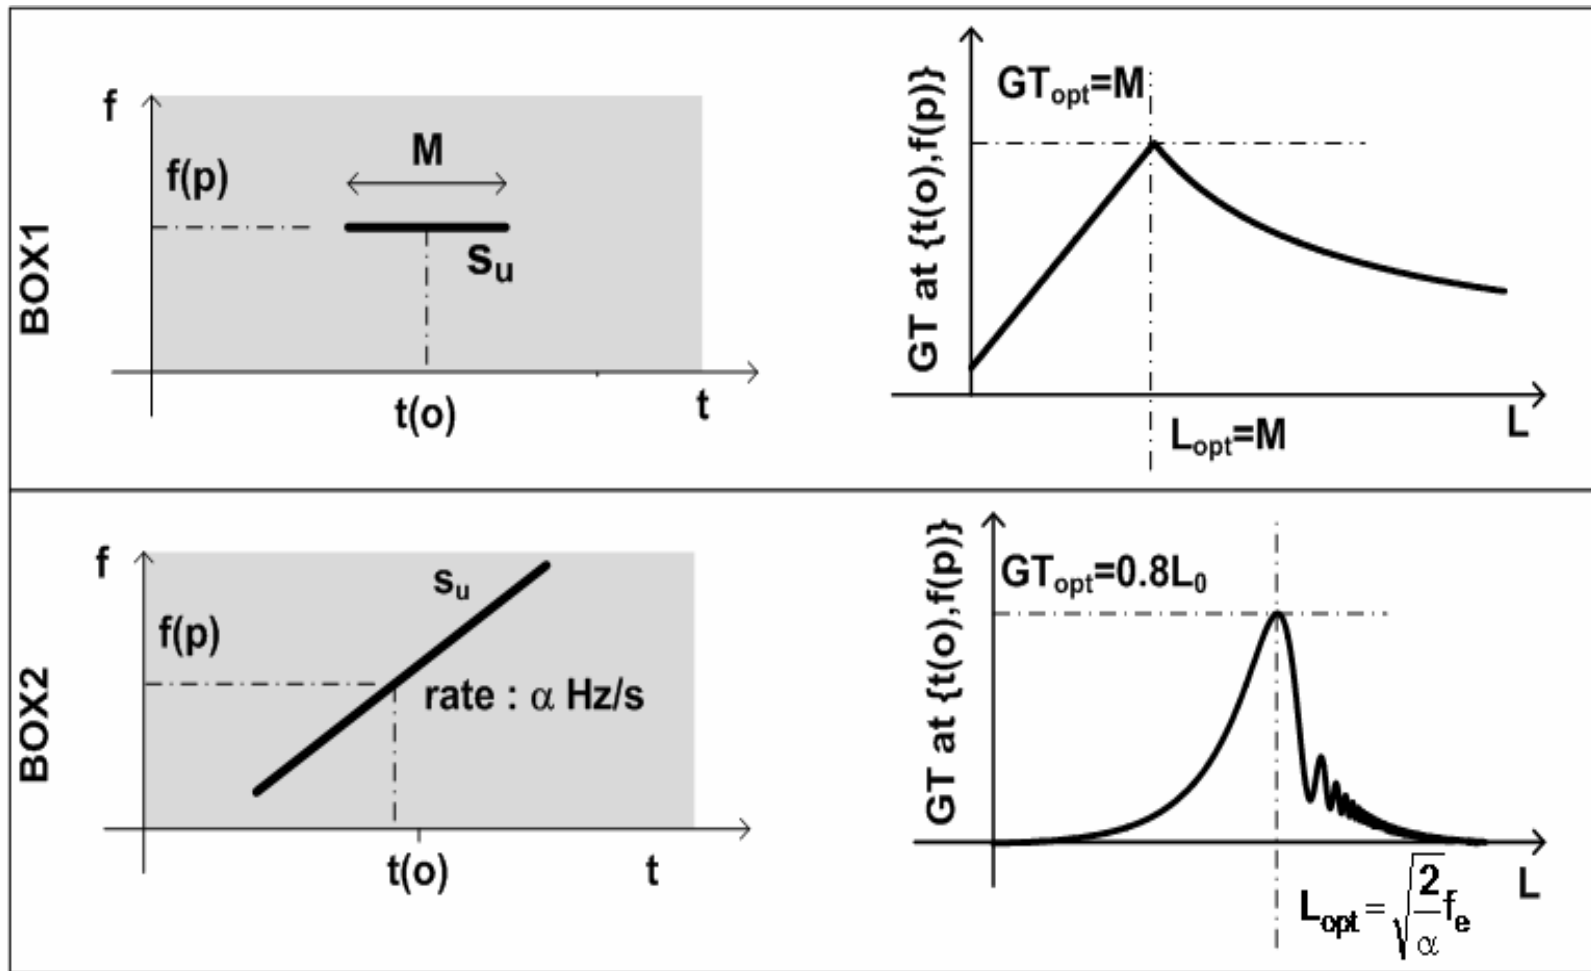 BOX1
f
f(p)
M
s_u
t(o)
t
GT at {t(o),f(p)}
GT_opt=M
L_opt=M
L
BOX2
f
f(p)
s_u
rate : α Hz/s
t(o)
t
GT at {t(o),f(p)}
GT_opt=0.8L_0
L
L_opt = √(2/α) f_e